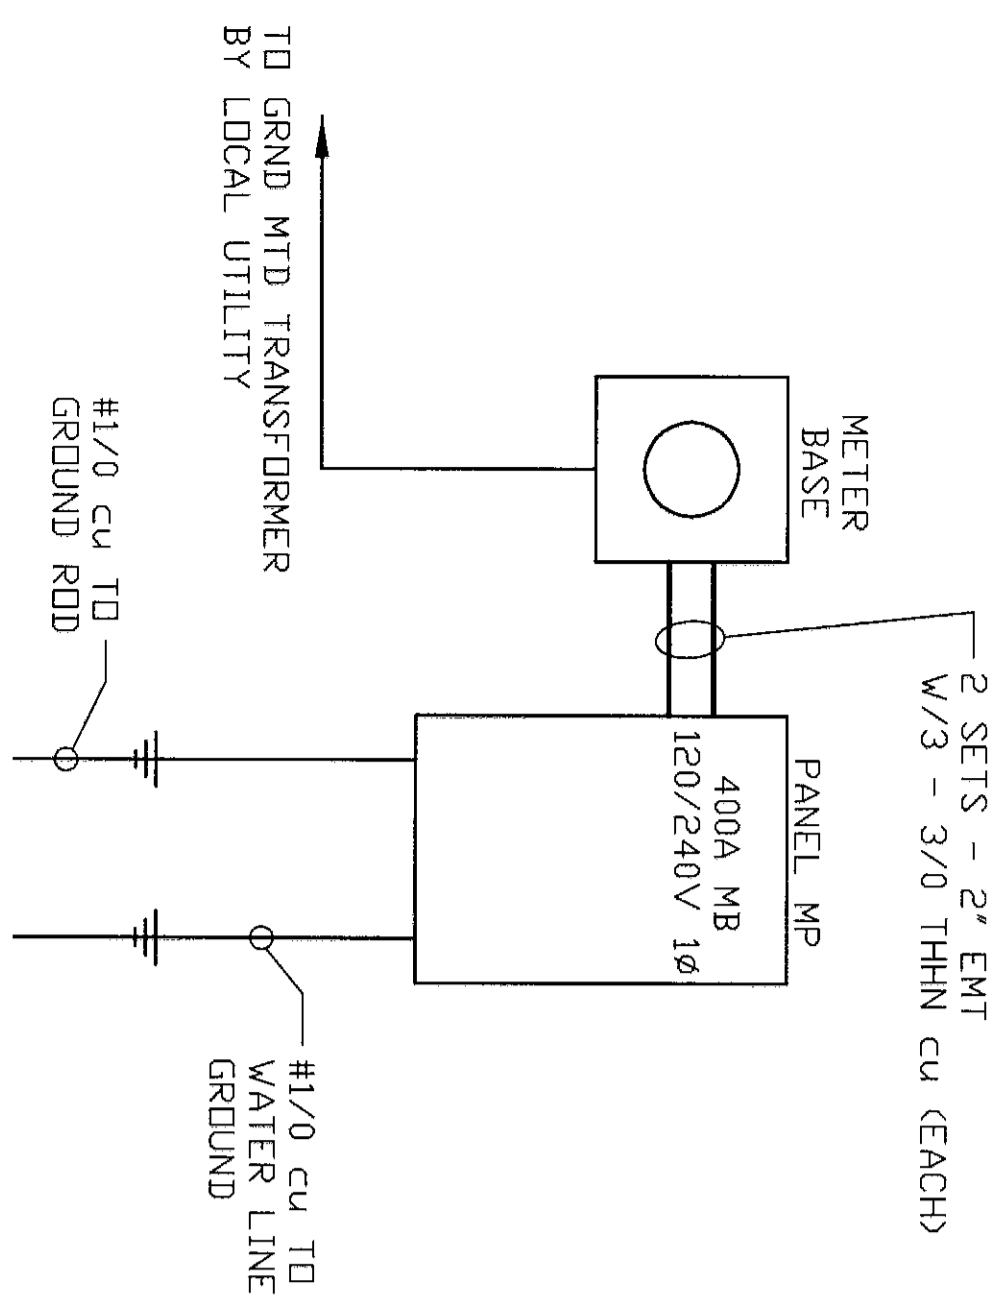 2 SETS - 2" EMT
W/3 - 3/0 THHN cu (EACH)
METER
BASE
PANEL MP
400A MB
120/240V 1Ø
TO GRND MTD TRANSFORMER
BY LOCAL UTILITY
#1/0 cu TO
WATER LINE
GROUND
#1/0 cu TO
GROUND ROD